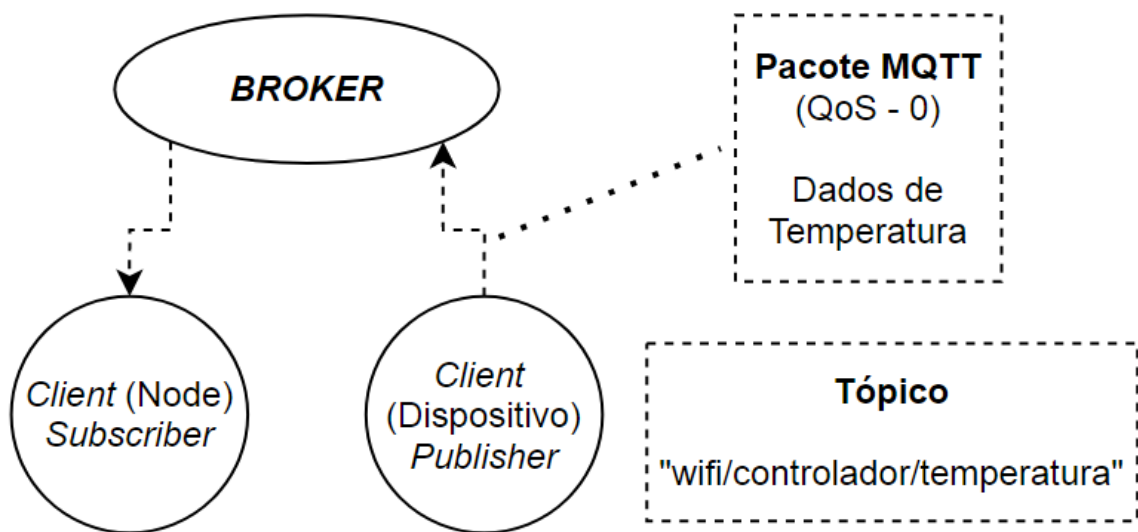 BROKER
Pacote MQTT
(QoS - 0)
Dados de
Temperatura
Client (Node)
Subscriber
Client
(Dispositivo)
Publisher
Tópico
"wifi/controlador/temperatura"